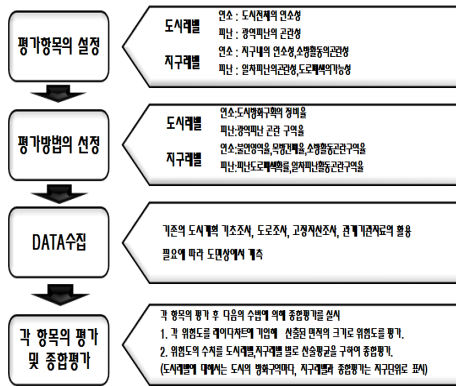 평가항목의 설정
도시레벨
연소 : 도시전체의 연소성
피난 : 광역피난의 곤란성
지구레벨
연소 : 지구내의 연소성,소방활동의곤란성
피난 : 일차피난의곤란성,도로폐색의가능성
평가방법의 선정
도시레벨
연소:도시방화구획의 정비율
피난:광역피난 곤란 구역율
지구레벨
연소:불안영역율,목방건폐율,소방활동곤란구역율
피난:피난도로폐색확률,일차피난활동곤란구역율
DATA수집
기존의 도시계획 기초조사, 도로조사, 고정자산조사, 관계기관자료의 활용
필요에 따라 도면상에서 계측
각 항목의 평가
및 종합평가
각 항목의 평가 후 다음의 수법에 의해 종합평가를 실시
1. 각 위험도를 레이다챠트에 기입해 산출된 면적의 크기로 위험도를 평가.
2. 위험도의 수치를 도시레벨,지구레벨 별로 산술평균을 구하여 종합평가.
(도시레벨에 대해서는 도시의 방화구역마다, 지구레벨과 종합평가는 지구단위로 표시)